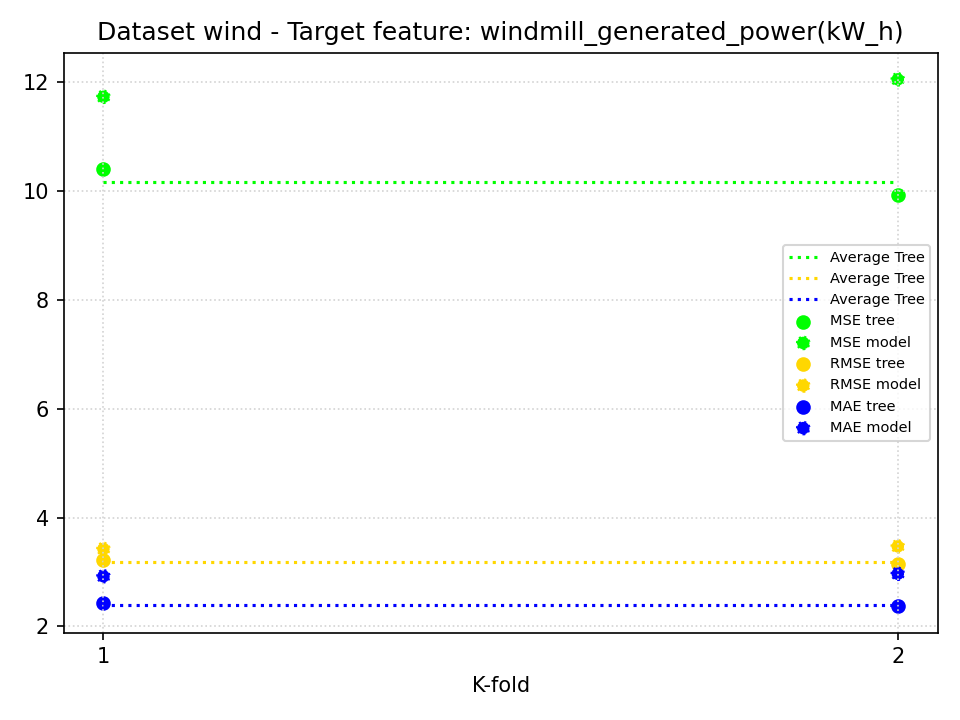 Dataset wind - Target feature: windmill_generated_power(kW_h)
12
10
8
6
4
2
Average Tree
Average Tree
Average Tree
MSE tree
MSE model
RMSE tree
RMSE model
MAE tree
MAE model
1
2
K-fold